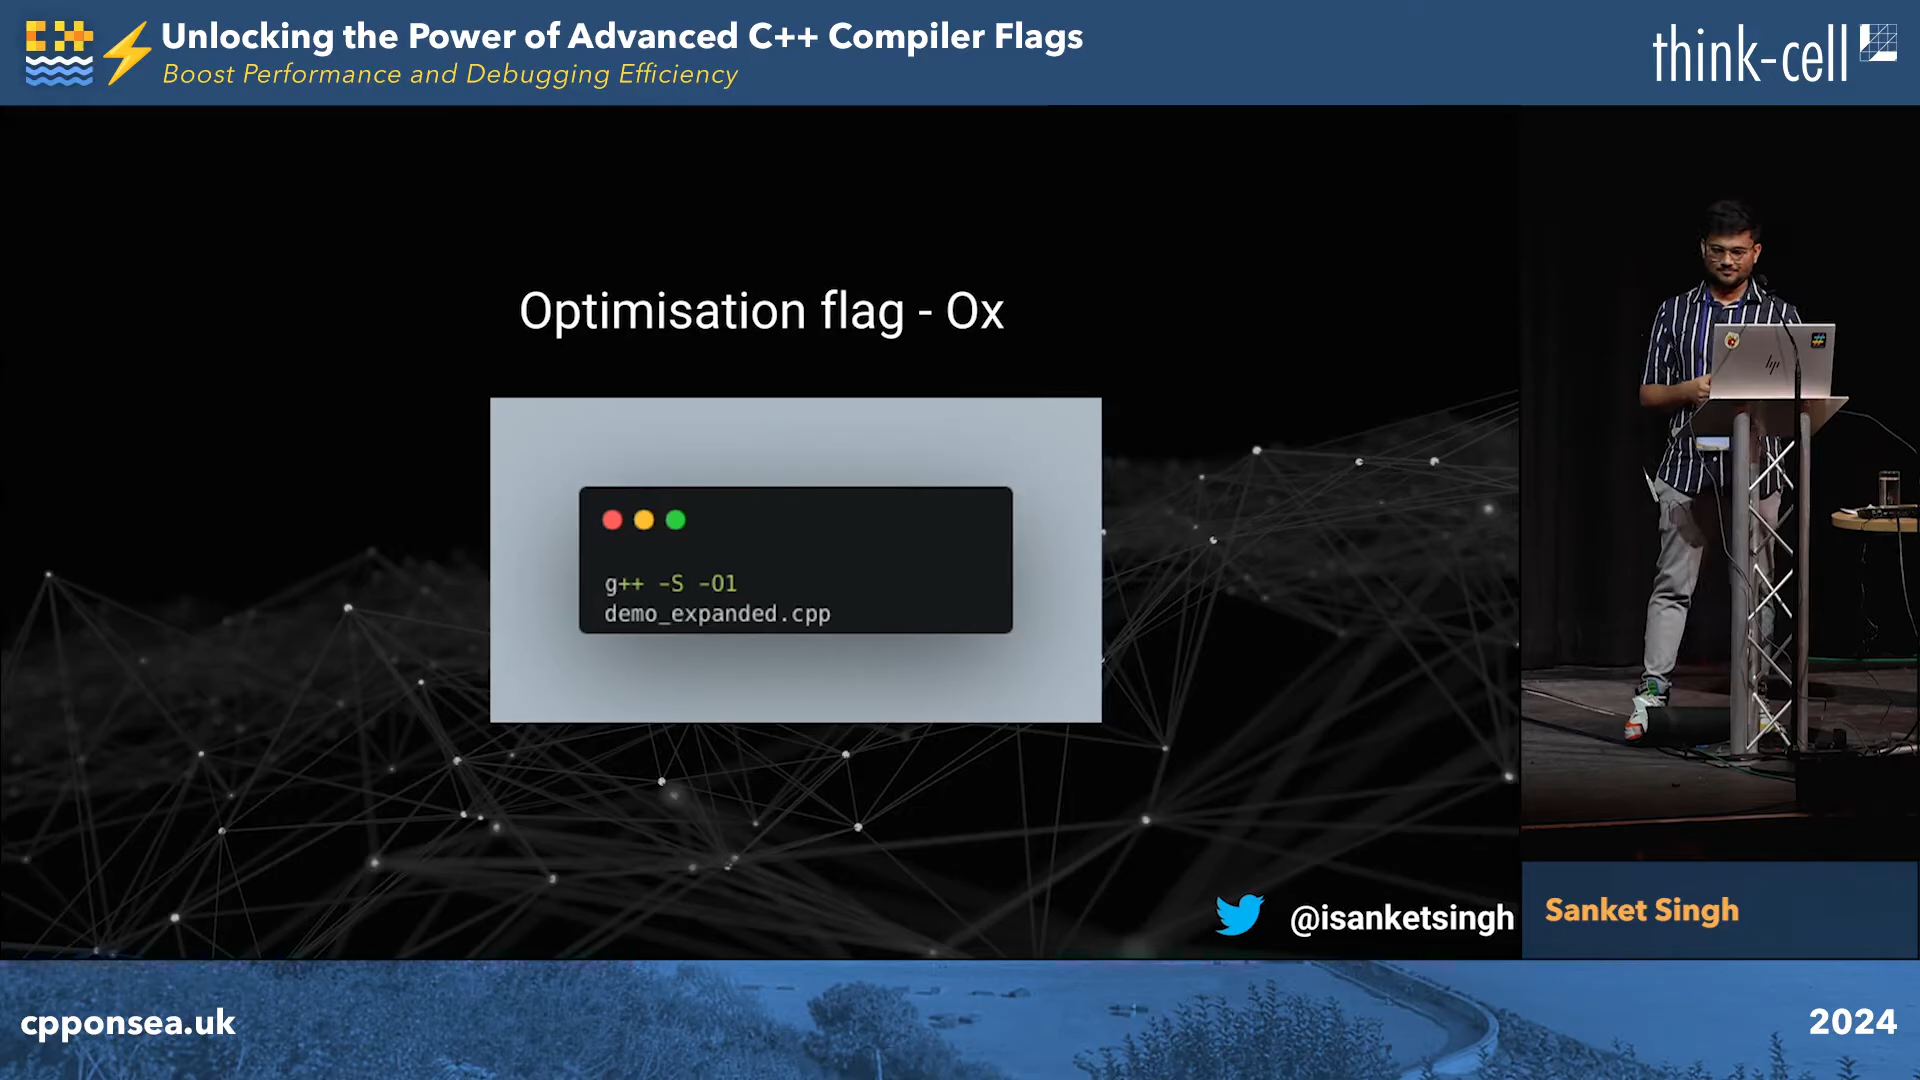 Unlocking the Power of Advanced C++ Compiler Flags
Boost Performance and Debugging Efficiency
think-cell
Optimisation flag - Ox
g++ -S -O1
demo_expanded.cpp
@isanketsingh
Sanket Singh
cpponsea.uk
2024
hp